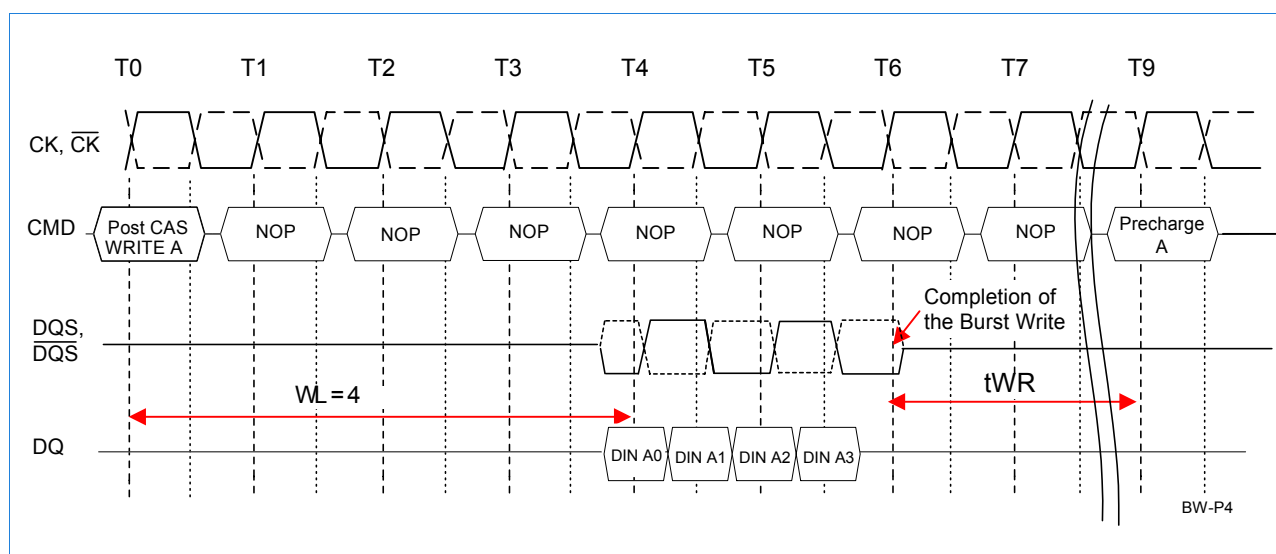 T0 T1 T2 T3 T4 T5 T6 T7 T9
CK, C̅K̅
CMD Post CAS WRITE A NOP NOP NOP NOP NOP NOP NOP Precharge A
DQS, D̅Q̅S̅
Completion of
the Burst Write
WL = 4 tWR
DQ DIN A0 DIN A1 DIN A2 DIN A3
BW-P4